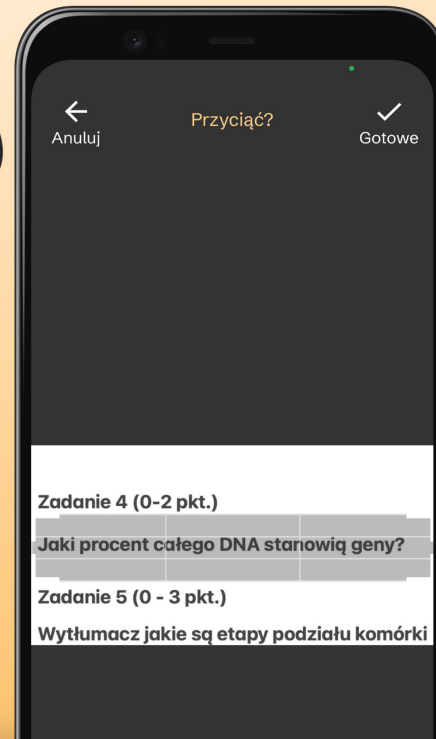 Przyciąć?
Anuluj
Gotowe
Zadanie 4 (0-2 pkt.)
Jaki procent całego DNA stanowią geny?
Zadanie 5 (0 - 3 pkt.)
Wytłumacz jakie są etapy podziału komórki